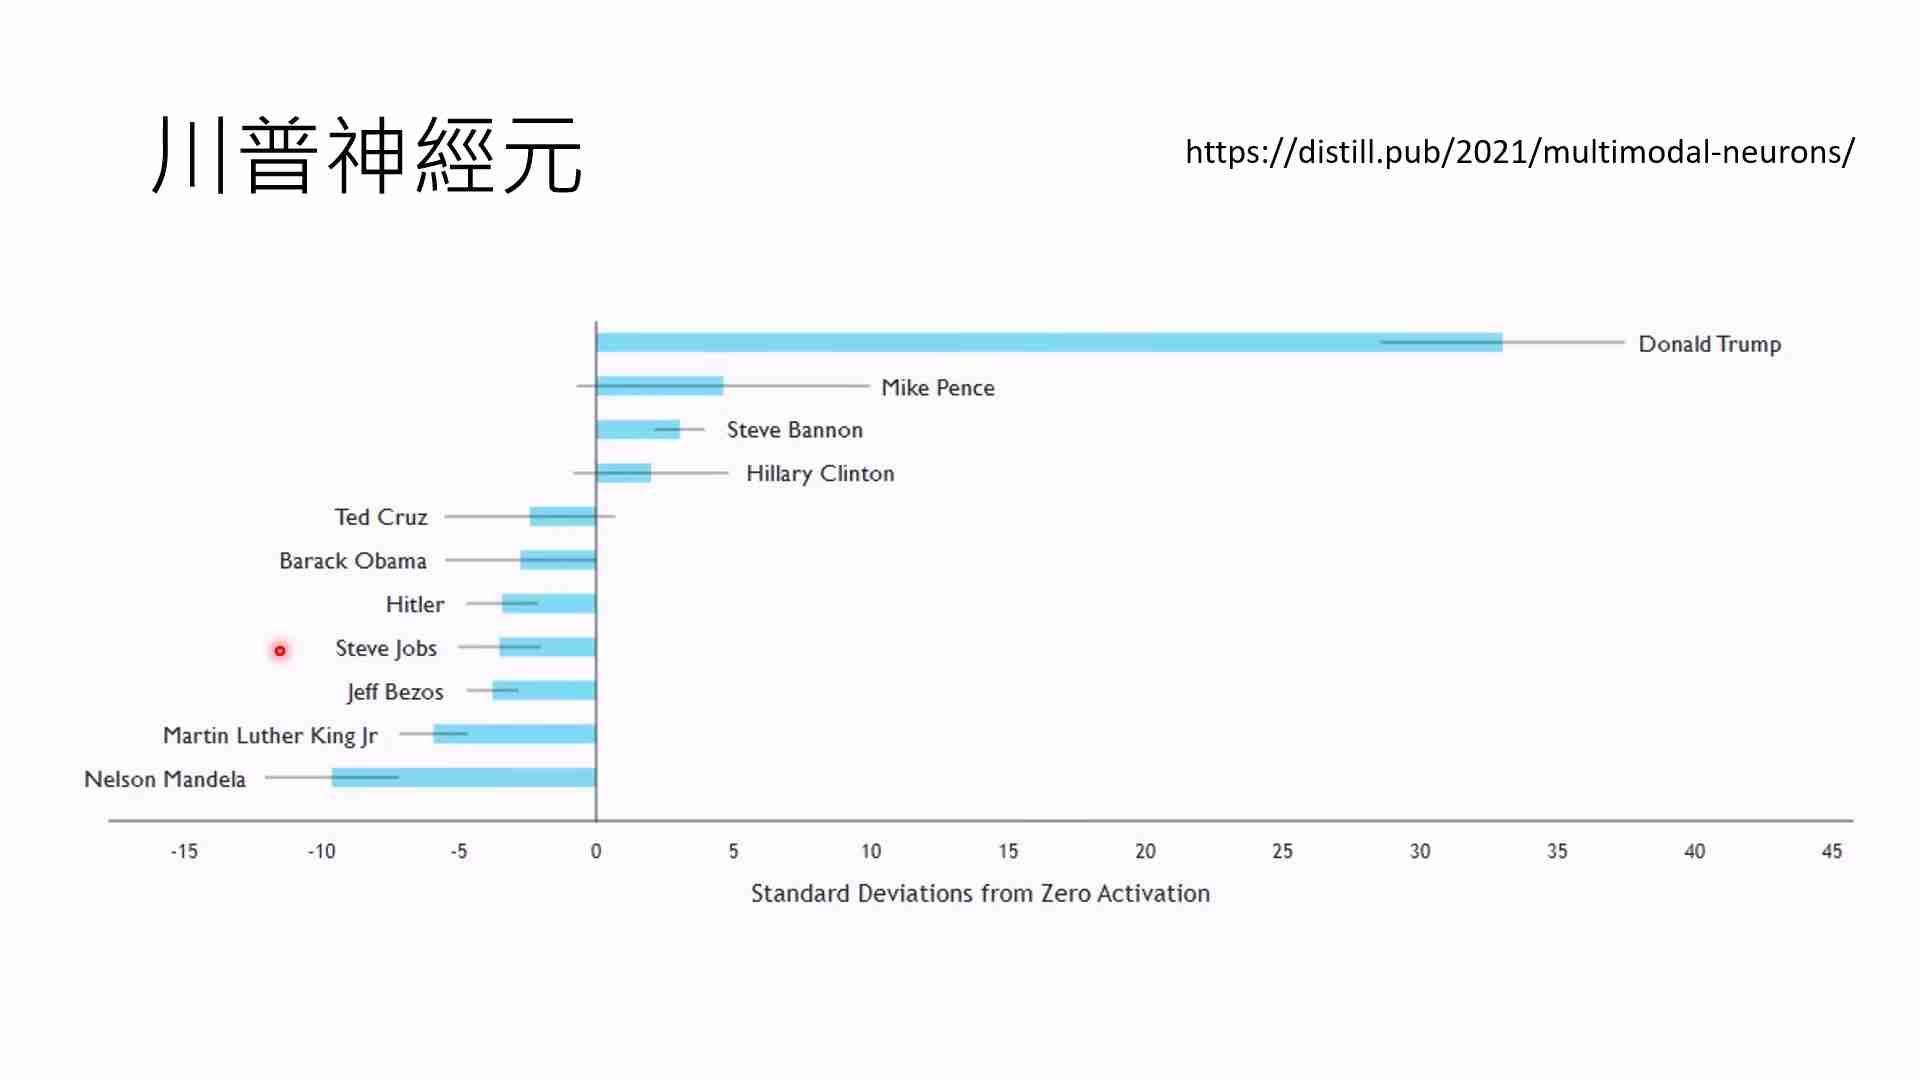 川普神經元
https://distill.pub/2021/multimodal-neurons/
Donald Trump
Mike Pence
Steve Bannon
Hillary Clinton
Ted Cruz
Barack Obama
Hitler
Steve Jobs
Jeff Bezos
Martin Luther King Jr
Nelson Mandela
-15 -10 -5 0 5 10 15 20 25 30 35 40 45
Standard Deviations from Zero Activation